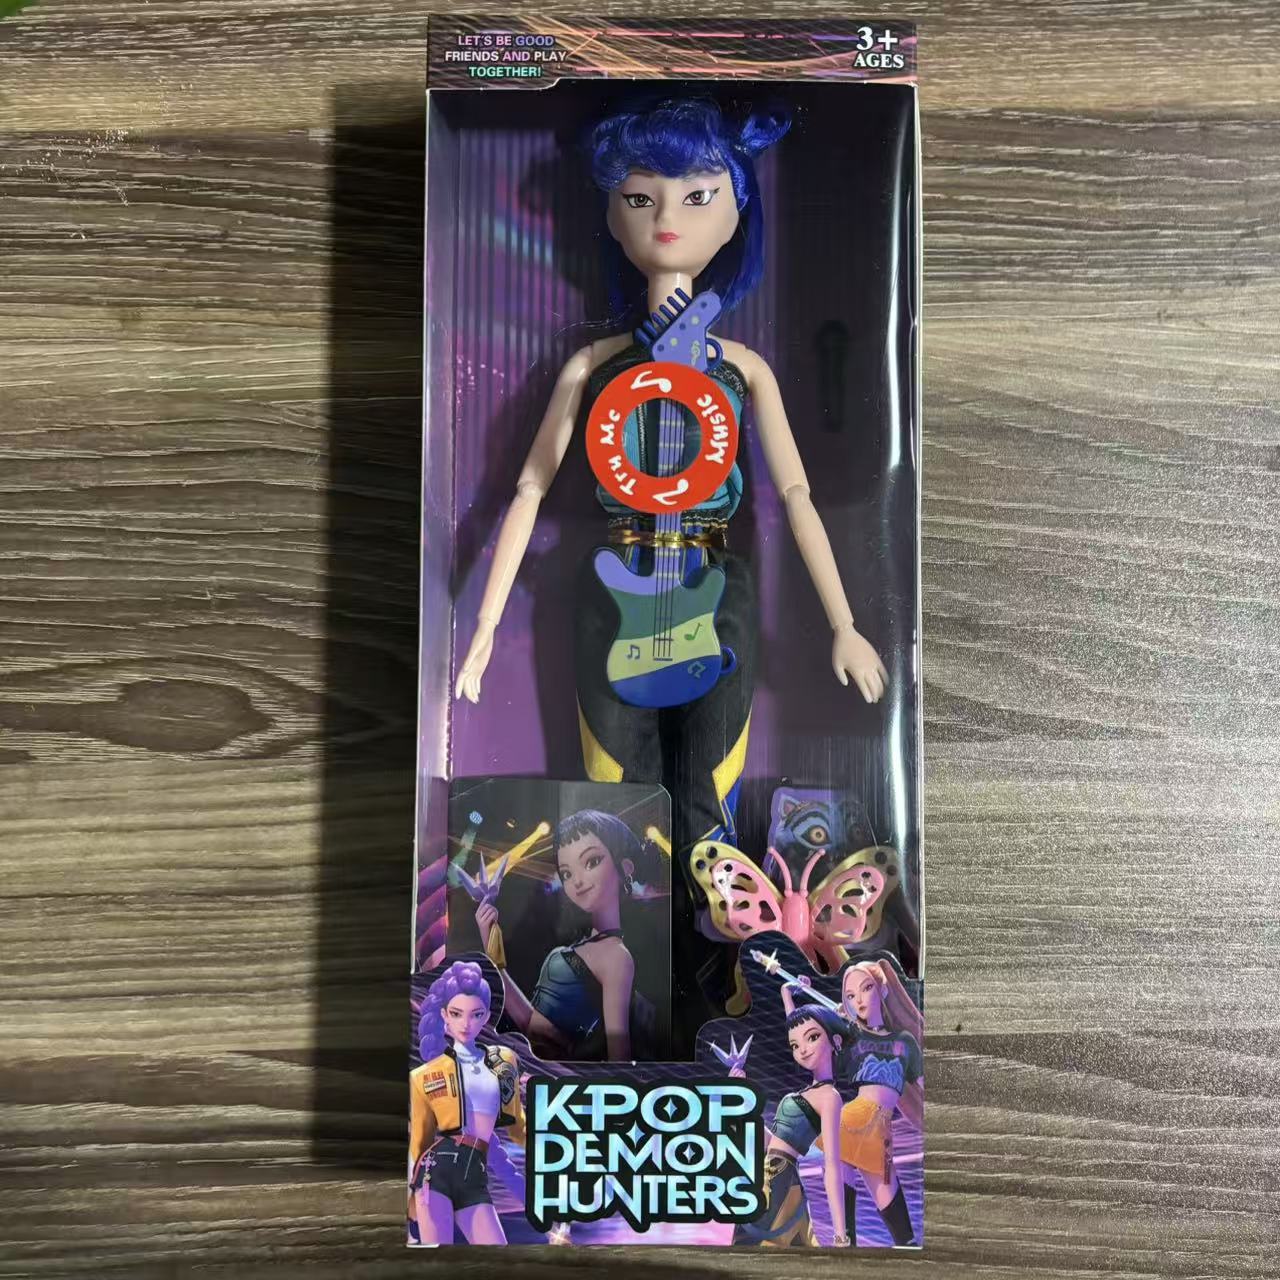 LET'S BE GOOD
FRIENDS AND PLAY
TOGETHER!
3+
AGES
Try Me
Music
K-POP
DEMON
HUNTERS